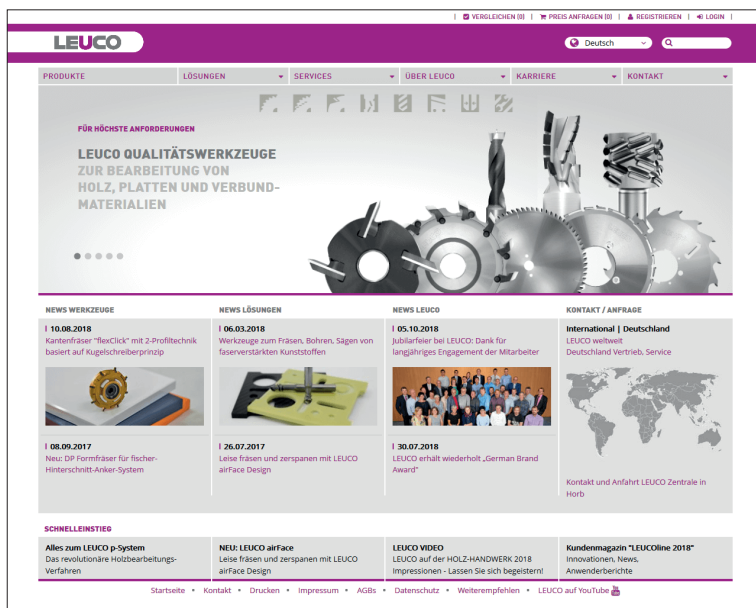 VERGLEICHEN (0) | PREIS ANFRAGEN (0) | REGISTRIEREN | LOGIN |
LEUCO
Deutsch
PRODUKTE LÖSUNGEN SERVICES ÜBER LEUCO KARRIERE KONTAKT
FÜR HÖCHSTE ANFORDERUNGEN
LEUCO QUALITÄTSWERKZEUGE
ZUR BEARBEITUNG VON
HOLZ, PLATTEN UND VERBUND-
MATERIALIEN
NEWS WERKZEUGE
10.08.2018
Kantenfräser "flexClick" mit 2-Profiltechnik
basiert auf Kugelschreiberprinzip
08.09.2017
Neu: DP Formfräser für fischer-
Hinterschnitt-Anker-System
NEWS LÖSUNGEN
06.03.2018
Werkzeuge zum Fräsen, Bohren, Sägen von
faserverstärkten Kunststoffen
26.07.2017
Leise fräsen und zerspanen mit LEUCO
airFace Design
NEWS LEUCO
05.10.2018
Jubilarfeier bei LEUCO: Dank für
langjähriges Engagement der Mitarbeiter
30.07.2018
LEUCO erhält wiederholt „German Brand
Award"
KONTAKT / ANFRAGE
International | Deutschland
LEUCO weltweit
Deutschland Vertrieb, Service
Kontakt und Anfahrt LEUCO Zentrale in
Horb
SCHNELLEINSTIEG
Alles zum LEUCO p-System
Das revolutionäre Holzbearbeitungs-
Verfahren
NEU: LEUCO airFace
Leise fräsen und zerspanen mit LEUCO
airFace Design
LEUCO VIDEO
LEUCO auf der HOLZ-HANDWERK 2018
Impressionen - Lassen Sie sich begeistern!
Kundenmagazin "LEUCOline 2018"
Innovationen, News,
Anwenderberichte
Startseite • Kontakt • Drucken • Impressum • AGBs • Datenschutz • Weiterempfehlen • LEUCO auf YouTube